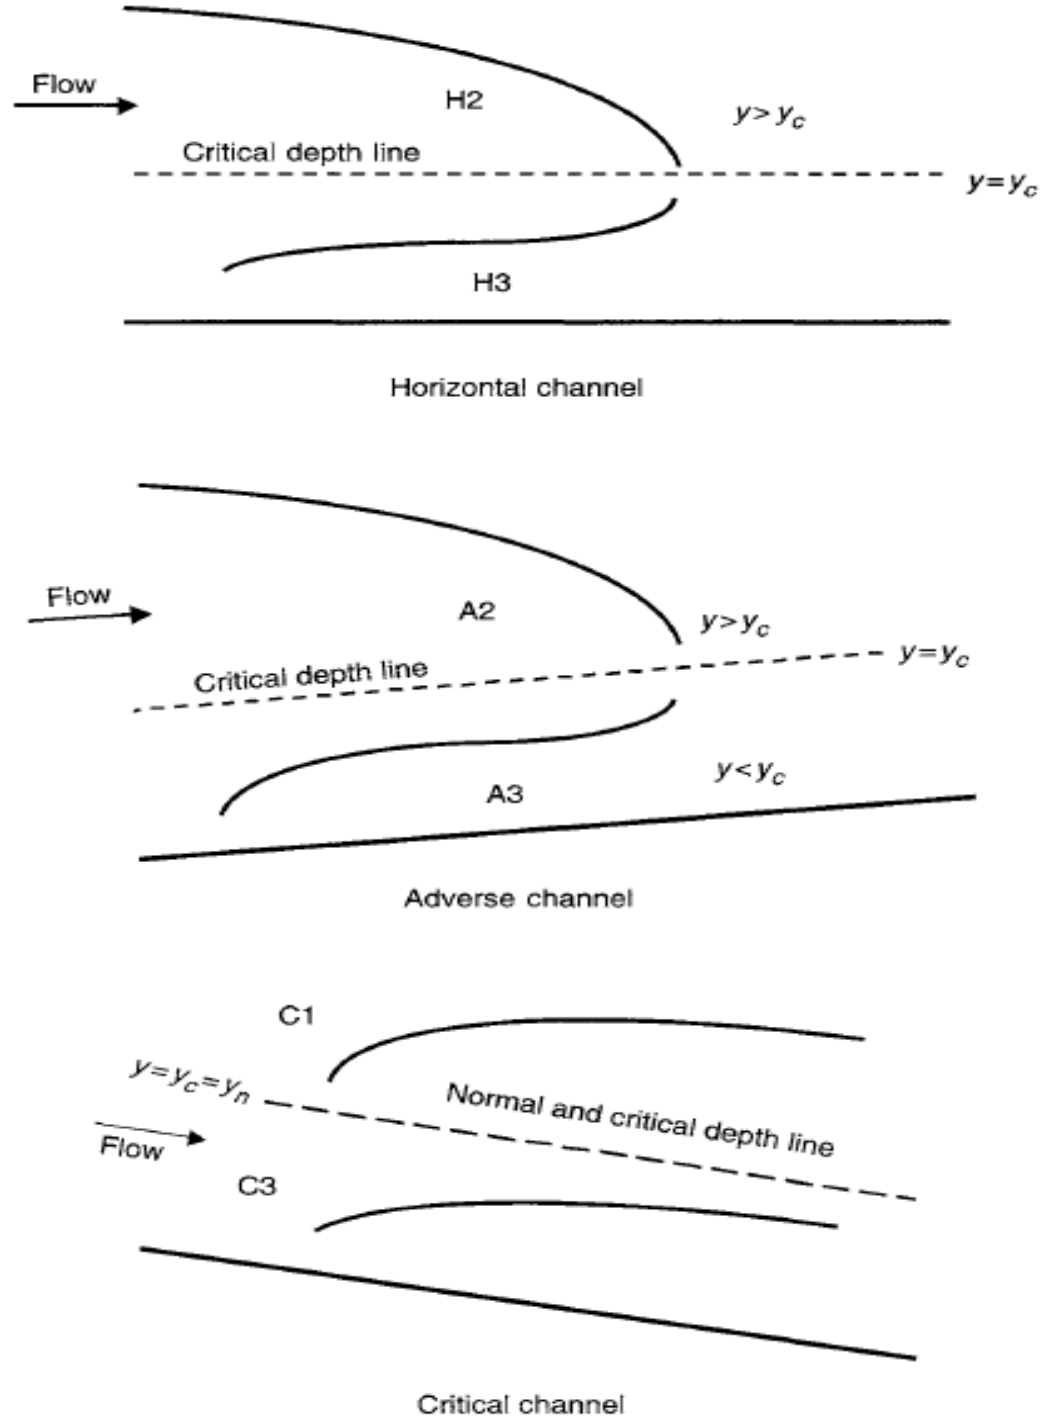 Flow
H2
y > y_c
Critical depth line
y = y_c
H3
Horizontal channel
Flow
A2
y > y_c
y = y_c
Critical depth line
y < y_c
A3
Adverse channel
C1
y = y_c = y_n
Normal and critical depth line
Flow
C3
Critical channel